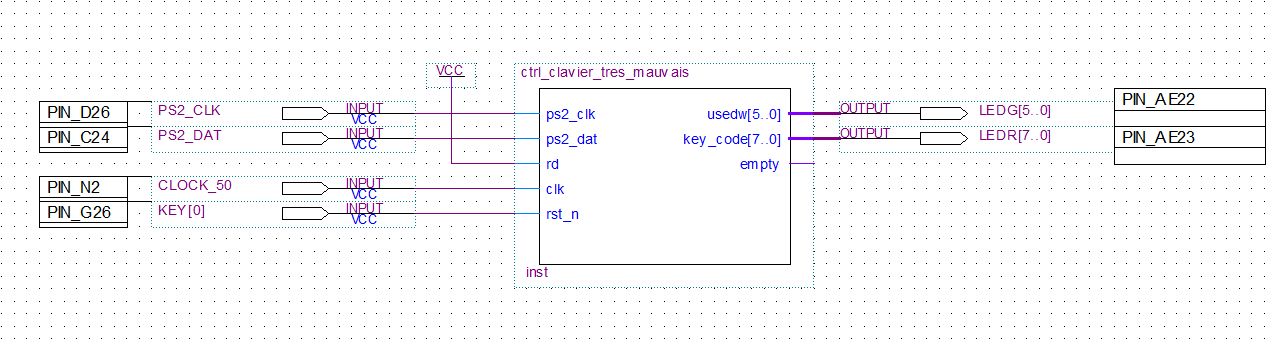 VCC
ctrl_clavier_tres_mauvais
PIN_D26 PS2_CLK INPUT VCC ps2_clk usedw[5..0] OUTPUT LEDG[5..0] PIN_AE22
PIN_C24 PS2_DAT INPUT VCC ps2_dat key_code[7..0] OUTPUT LEDR[7..0] PIN_AE23
rd empty
PIN_N2 CLOCK_50 INPUT VCC clk
PIN_G26 KEY[0] INPUT VCC rst_n
inst